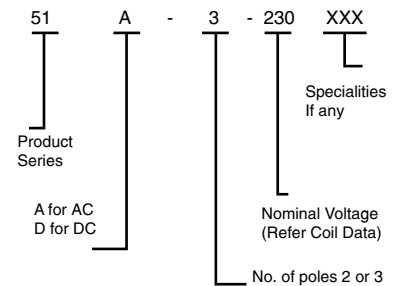 51 A - 3 - 230 XXX
Specialities
If any
Product
Series
A for AC
D for DC
Nominal Voltage
(Refer Coil Data)
No. of poles 2 or 3